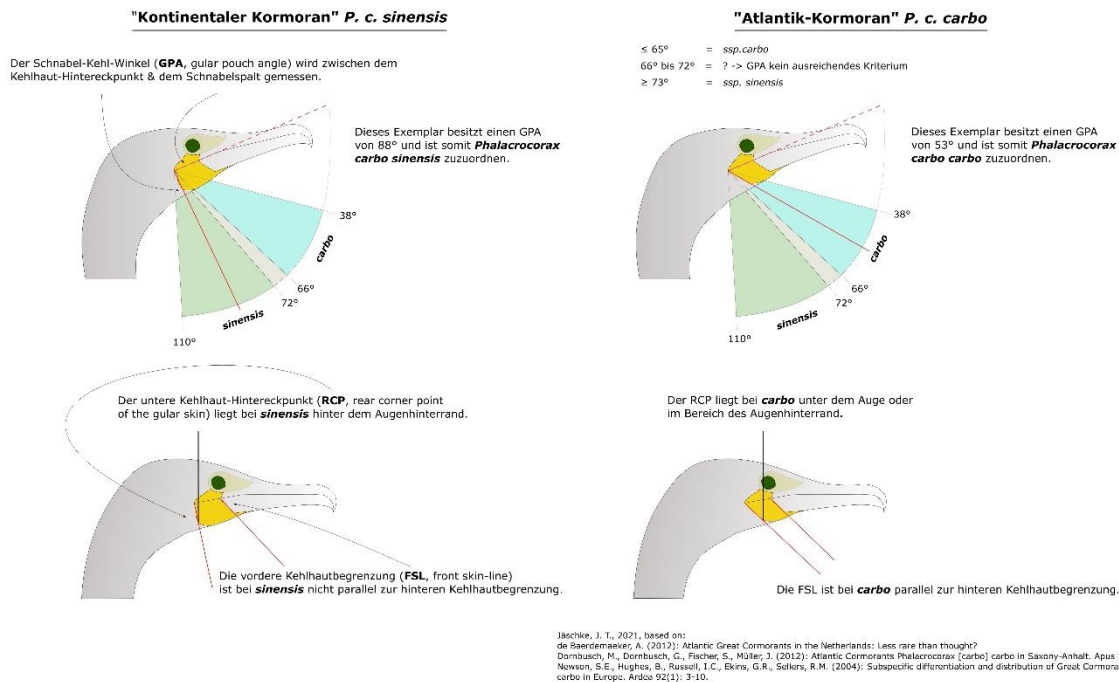 "Kontinentaler Kormoran" P. c. sinensis
Der Schnabel-Kehl-Winkel (GPA, gular pouch angle) wird zwischen dem
Kehlhaut-Hintereckpunkt & dem Schnabelspalt gemessen.
Dieses Exemplar besitzt einen GPA
von 88° und ist somit Phalacrocorax
carbo sinensis zuzuordnen.
38°
carbo
66°
72°
sinensis
110°
"Atlantik-Kormoran" P. c. carbo
≤ 65° = ssp.carbo
66° bis 72° = ? -> GPA kein ausreichendes Kriterium
≥ 73° = ssp. sinensis
Dieses Exemplar besitzt einen GPA
von 53° und ist somit Phalacrocorax
carbo carbo zuzuordnen.
38°
carbo
66°
72°
sinensis
110°
Der untere Kehlhaut-Hintereckpunkt (RCP, rear corner point
of the gular skin) liegt bei sinensis hinter dem Augenhinterrand.
Die vordere Kehlhautbegrenzung (FSL, front skin-line)
ist bei sinensis nicht parallel zur hinteren Kehlhautbegrenzung.
Der RCP liegt bei carbo unter dem Auge oder
im Bereich des Augenhinterrand.
Die FSL ist bei carbo parallel zur hinteren Kehlhautbegrenzung.
Jäschke, J. T., 2021, based on:
de Baerdemaeker, A. (2012): Atlantic Great Cormorants in the Netherlands: Less rare than thought?
Dornbusch, M., Dornbusch, G., Fischer, S., Müller, J. (2012): Atlantic Cormorants Phalacrocorax [carbo] carbo in Saxony-Anhalt. Apus
Newson, S.E., Hughes, B., Russell, I.C., Ekins, G.R., Sellers, R.M. (2004): Subspecific differentiation and distribution of Great Cormora
carbo in Europe. Ardea 92(1): 3-10.